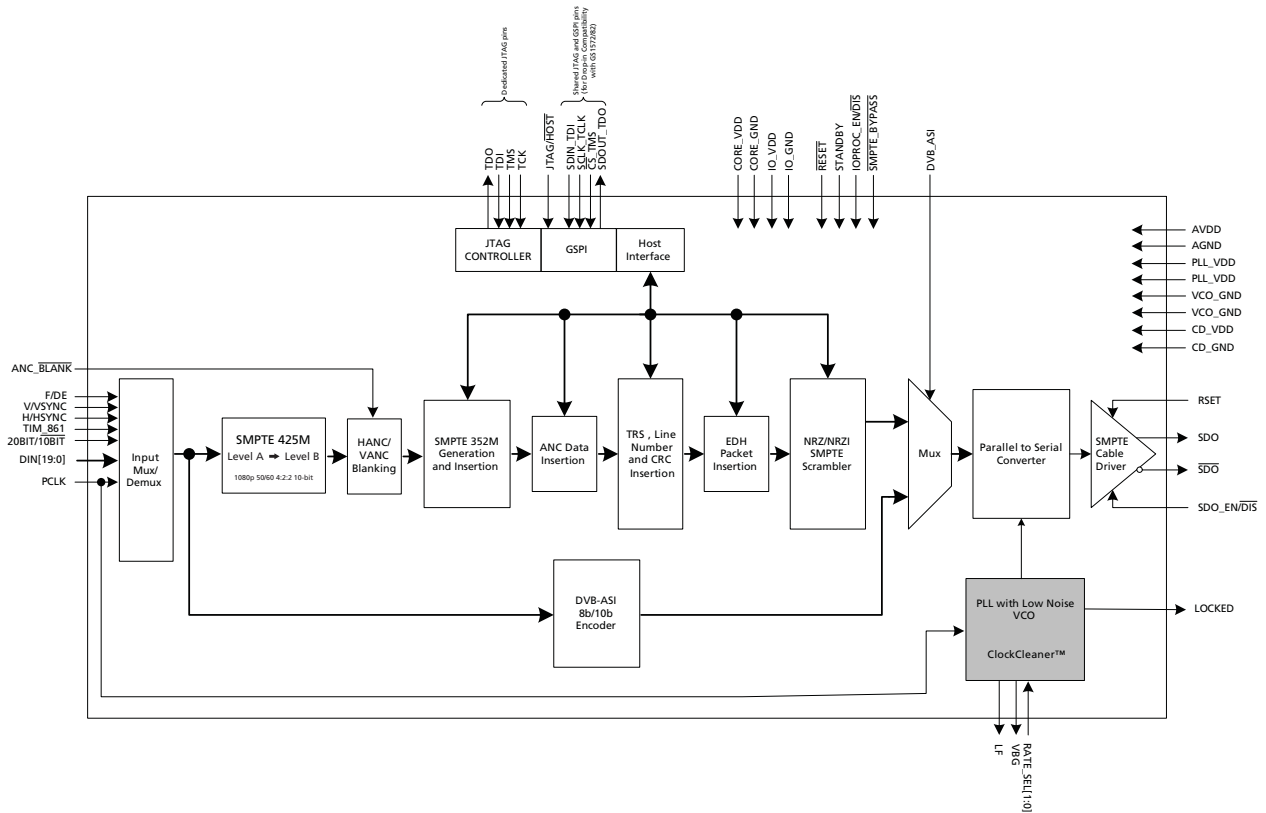 Dedicated JTAG pins
Shared JTAG and GSPI pins
(for Drop-in Compatibility
with GS1572/82)
TDO
TDI
TMS
TCK
JTAG/HOST
SDIN_TDI
SCLK_TCLK
CS_TMS
SDOUT_TDO
CORE_VDD
CORE_GND
IO_VDD
IO_GND
RESET
STANDBY
IOPROC_EN/DIS
SMPTE_BYPASS
DVB_ASI
JTAG
CONTROLLER
GSPI
Host
Interface
AVDD
AGND
PLL_VDD
PLL_VDD
VCO_GND
VCO_GND
CD_VDD
CD_GND
ANC_BLANK
F/DE
V/VSYNC
H/HSYNC
TIM_861
20BIT/10BIT
DIN[19:0]
PCLK
Input
Mux/
Demux
SMPTE 425M
Level A ➡ Level B
1080p 50/60 4:2:2 10-bit
HANC/
VANC
Blanking
SMPTE 352M
Generation
and Insertion
ANC Data
Insertion
TRS , Line
Number
and CRC
Insertion
EDH
Packet
Insertion
NRZ/NRZI
SMPTE
Scrambler
Mux
Parallel to Serial
Converter
SMPTE
Cable
Driver
RSET
SDO
SDO
SDO_EN/DIS
DVB-ASI
8b/10b
Encoder
PLL with Low Noise
VCO
ClockCleaner™
LOCKED
LF
VBG
RATE_SEL[1:0]